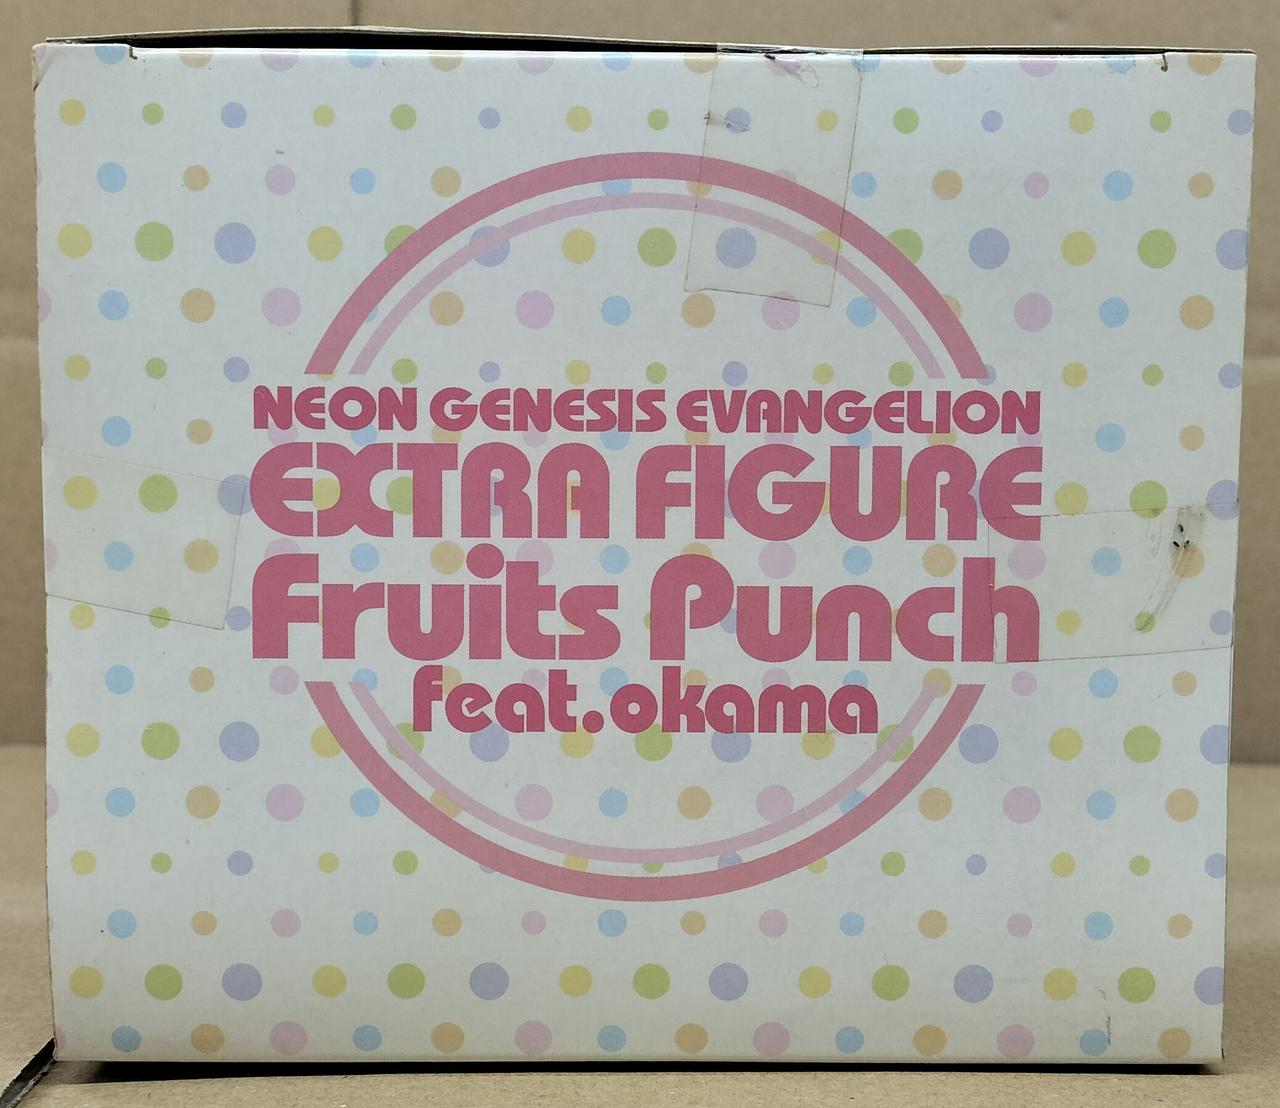 NEON GENESIS EVANGELION
EXTRA FIGURE
Fruits Punch
feat.okama